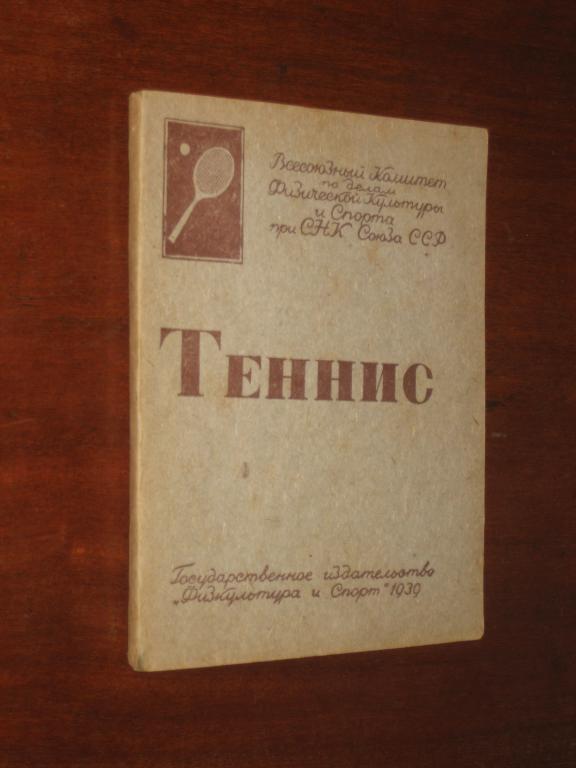 Всесоюзный Комитет
по делам
Физической Культуры
и Спорта
при СНК Союза ССР
Теннис
Государственное издательство
„Физкультура и Спорт" 1939